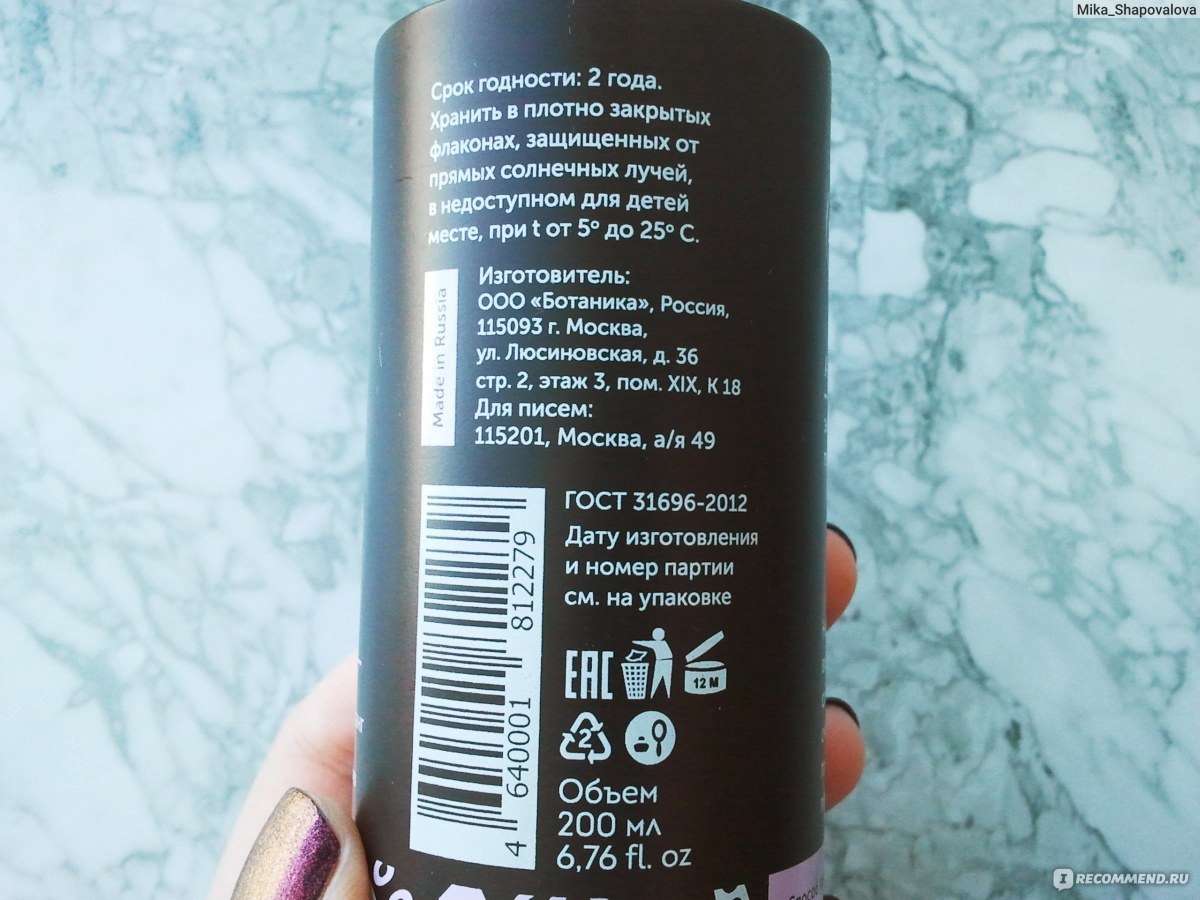 Mika_Shapovalova
Срок годности: 2 года.
Хранить в плотно закрытых
флаконах, защищенных от
прямых солнечных лучей,
в недоступном для детей
месте, при t от 5° до 25° С.
Made in Russia
Изготовитель:
ООО «Ботаника», Россия,
115093 г. Москва,
ул. Люсиновская, д. 36
стр. 2, этаж 3, пом. XIX, К 18
Для писем:
115201, Москва, а/я 49
4 640001 812279
ГОСТ 31696-2012
Дату изготовления
и номер партии
см. на упаковке
EAC
12 M
2
Объем
200 мл
6,76 fl. oz
IRECOMMEND.RU